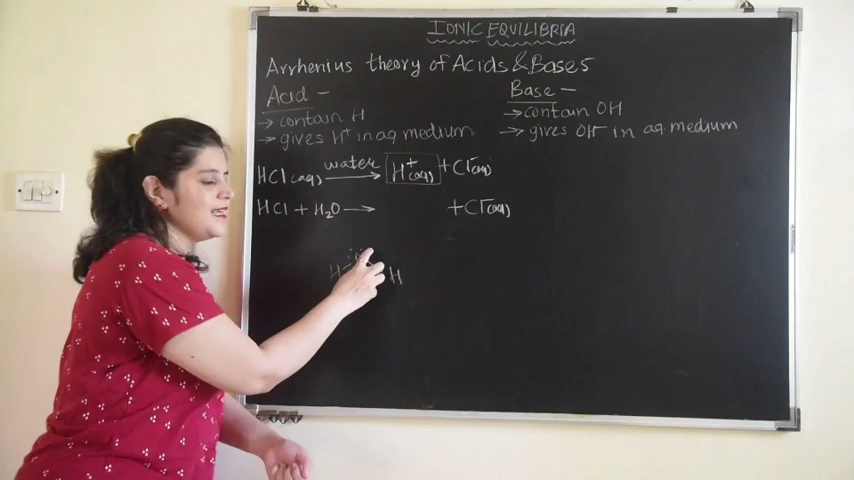 IONIC EQUILIBRIA
Arrhenius theory of Acids & Bases
Acid -
→ contain H
→ gives H⁺ in aq medium
Base -
→ contain OH
→ gives OH⁻ in aq. medium
HCl(aq) water→ H⁺(aq) + Cl⁻(aq)
HCl + H₂O → + Cl⁻(aq)
H H